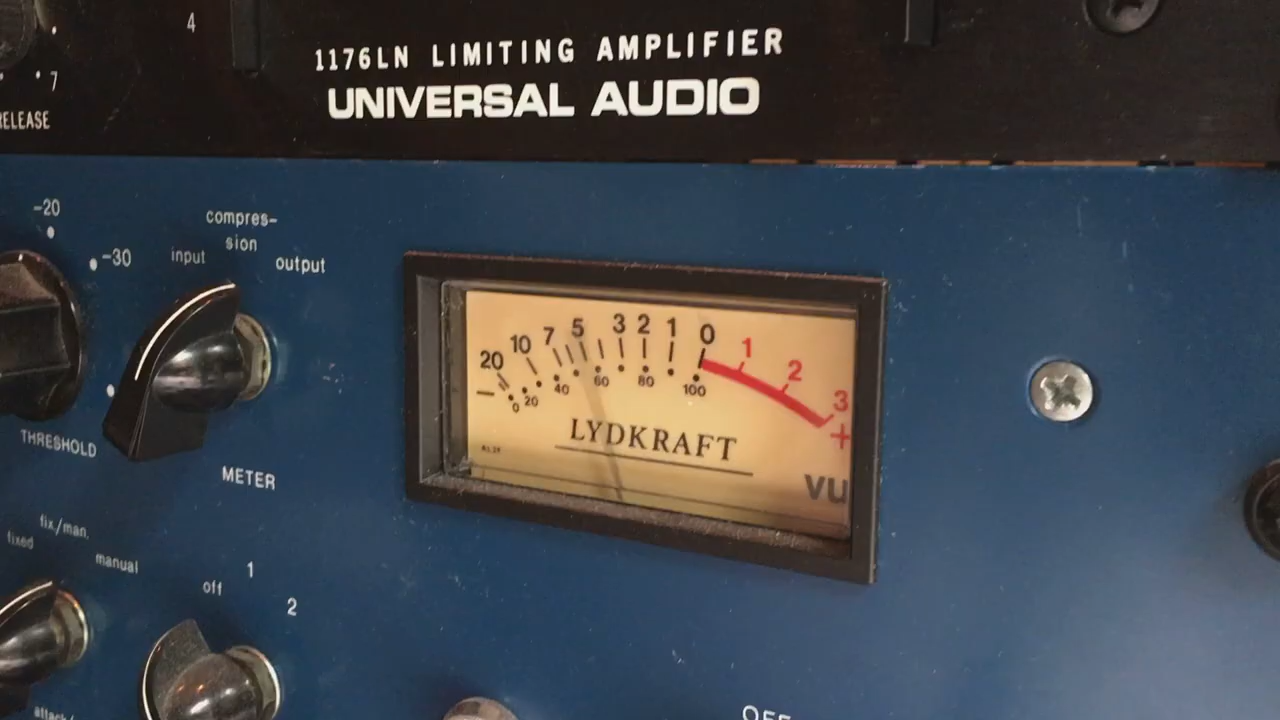 4
7
RELEASE
1176LN LIMITING AMPLIFIER
UNIVERSAL AUDIO
-20
-30
compres-
sion
input
output
THRESHOLD
METER
20 10 7 5 3 2 1 0 1 2 3
- 0 20 40 60 80 100 +
LYDKRAFT
VU
fixed
fix./man.
manual
off
1
2
OFF